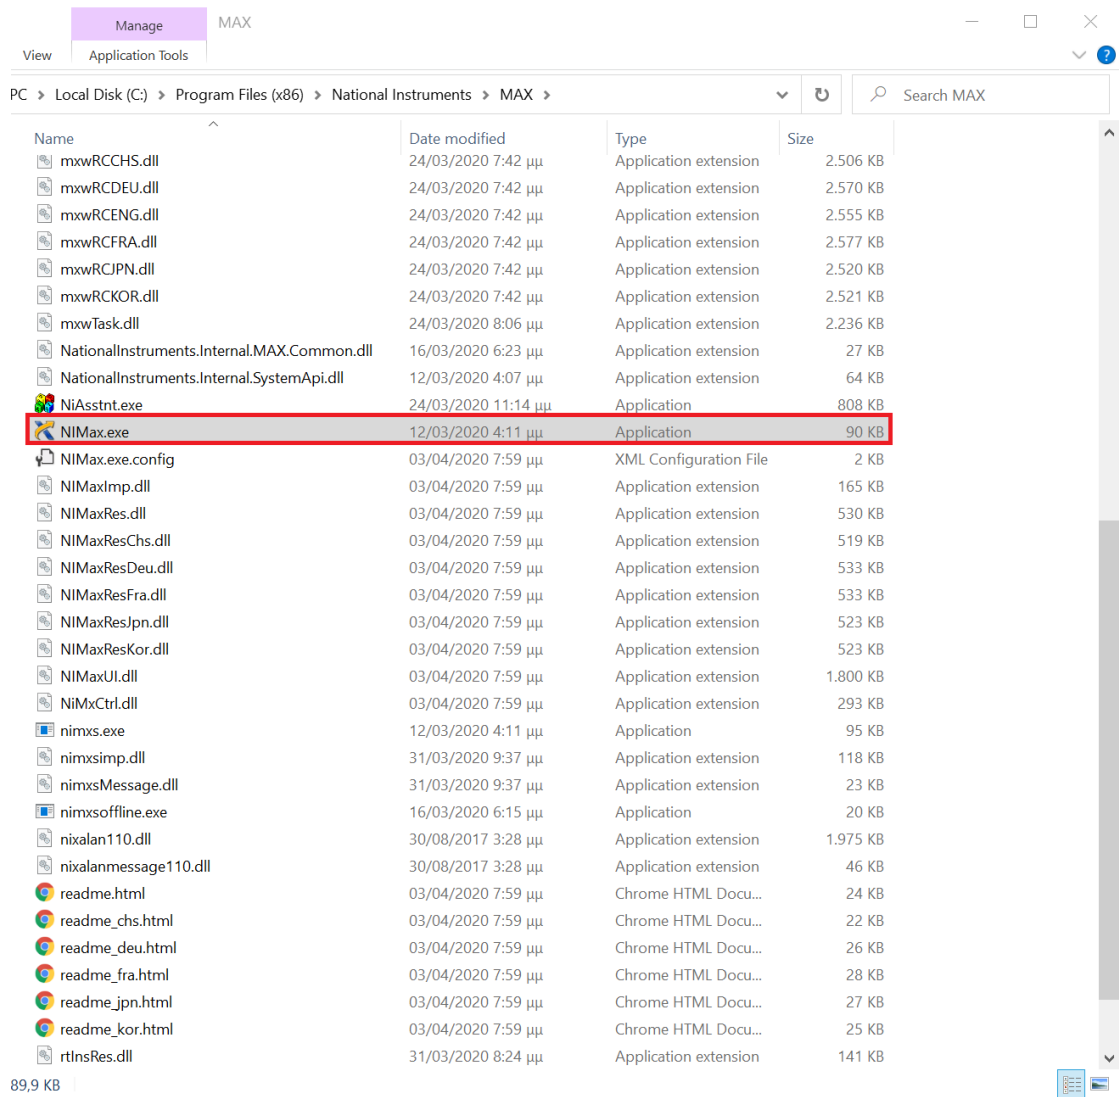 Manage MAX
View Application Tools
PC > Local Disk (C:) > Program Files (x86) > National Instruments > MAX > Search MAX
Name Date modified Type Size
mxwRCCHS.dll 24/03/2020 7:42 μμ Application extension 2.506 KB
mxwRCDEU.dll 24/03/2020 7:42 μμ Application extension 2.570 KB
mxwRCENG.dll 24/03/2020 7:42 μμ Application extension 2.555 KB
mxwRCFRA.dll 24/03/2020 7:42 μμ Application extension 2.577 KB
mxwRCJPN.dll 24/03/2020 7:42 μμ Application extension 2.520 KB
mxwRCKOR.dll 24/03/2020 7:42 μμ Application extension 2.521 KB
mxwTask.dll 24/03/2020 8:06 μμ Application extension 2.236 KB
NationalInstruments.Internal.MAX.Common.dll 16/03/2020 6:23 μμ Application extension 27 KB
NationalInstruments.Internal.SystemApi.dll 12/03/2020 4:07 μμ Application extension 64 KB
NiAsstnt.exe 24/03/2020 11:14 μμ Application 808 KB
NIMax.exe 12/03/2020 4:11 μμ Application 90 KB
NIMax.exe.config 03/04/2020 7:59 μμ XML Configuration File 2 KB
NIMaxImp.dll 03/04/2020 7:59 μμ Application extension 165 KB
NIMaxRes.dll 03/04/2020 7:59 μμ Application extension 530 KB
NIMaxResChs.dll 03/04/2020 7:59 μμ Application extension 519 KB
NIMaxResDeu.dll 03/04/2020 7:59 μμ Application extension 533 KB
NIMaxResFra.dll 03/04/2020 7:59 μμ Application extension 533 KB
NIMaxResJpn.dll 03/04/2020 7:59 μμ Application extension 523 KB
NIMaxResKor.dll 03/04/2020 7:59 μμ Application extension 523 KB
NIMaxUI.dll 03/04/2020 7:59 μμ Application extension 1.800 KB
NiMxCtrl.dll 03/04/2020 7:59 μμ Application extension 293 KB
nimxs.exe 12/03/2020 4:11 μμ Application 95 KB
nimxsimp.dll 31/03/2020 9:37 μμ Application extension 118 KB
nimxsMessage.dll 31/03/2020 9:37 μμ Application extension 23 KB
nimxsoffline.exe 16/03/2020 6:15 μμ Application 20 KB
nixalan110.dll 30/08/2017 3:28 μμ Application extension 1.975 KB
nixalanmessage110.dll 30/08/2017 3:28 μμ Application extension 46 KB
readme.html 03/04/2020 7:59 μμ Chrome HTML Docu... 24 KB
readme_chs.html 03/04/2020 7:59 μμ Chrome HTML Docu... 22 KB
readme_deu.html 03/04/2020 7:59 μμ Chrome HTML Docu... 26 KB
readme_fra.html 03/04/2020 7:59 μμ Chrome HTML Docu... 28 KB
readme_jpn.html 03/04/2020 7:59 μμ Chrome HTML Docu... 27 KB
readme_kor.html 03/04/2020 7:59 μμ Chrome HTML Docu... 25 KB
rtInsRes.dll 31/03/2020 8:24 μμ Application extension 141 KB
89,9 KB